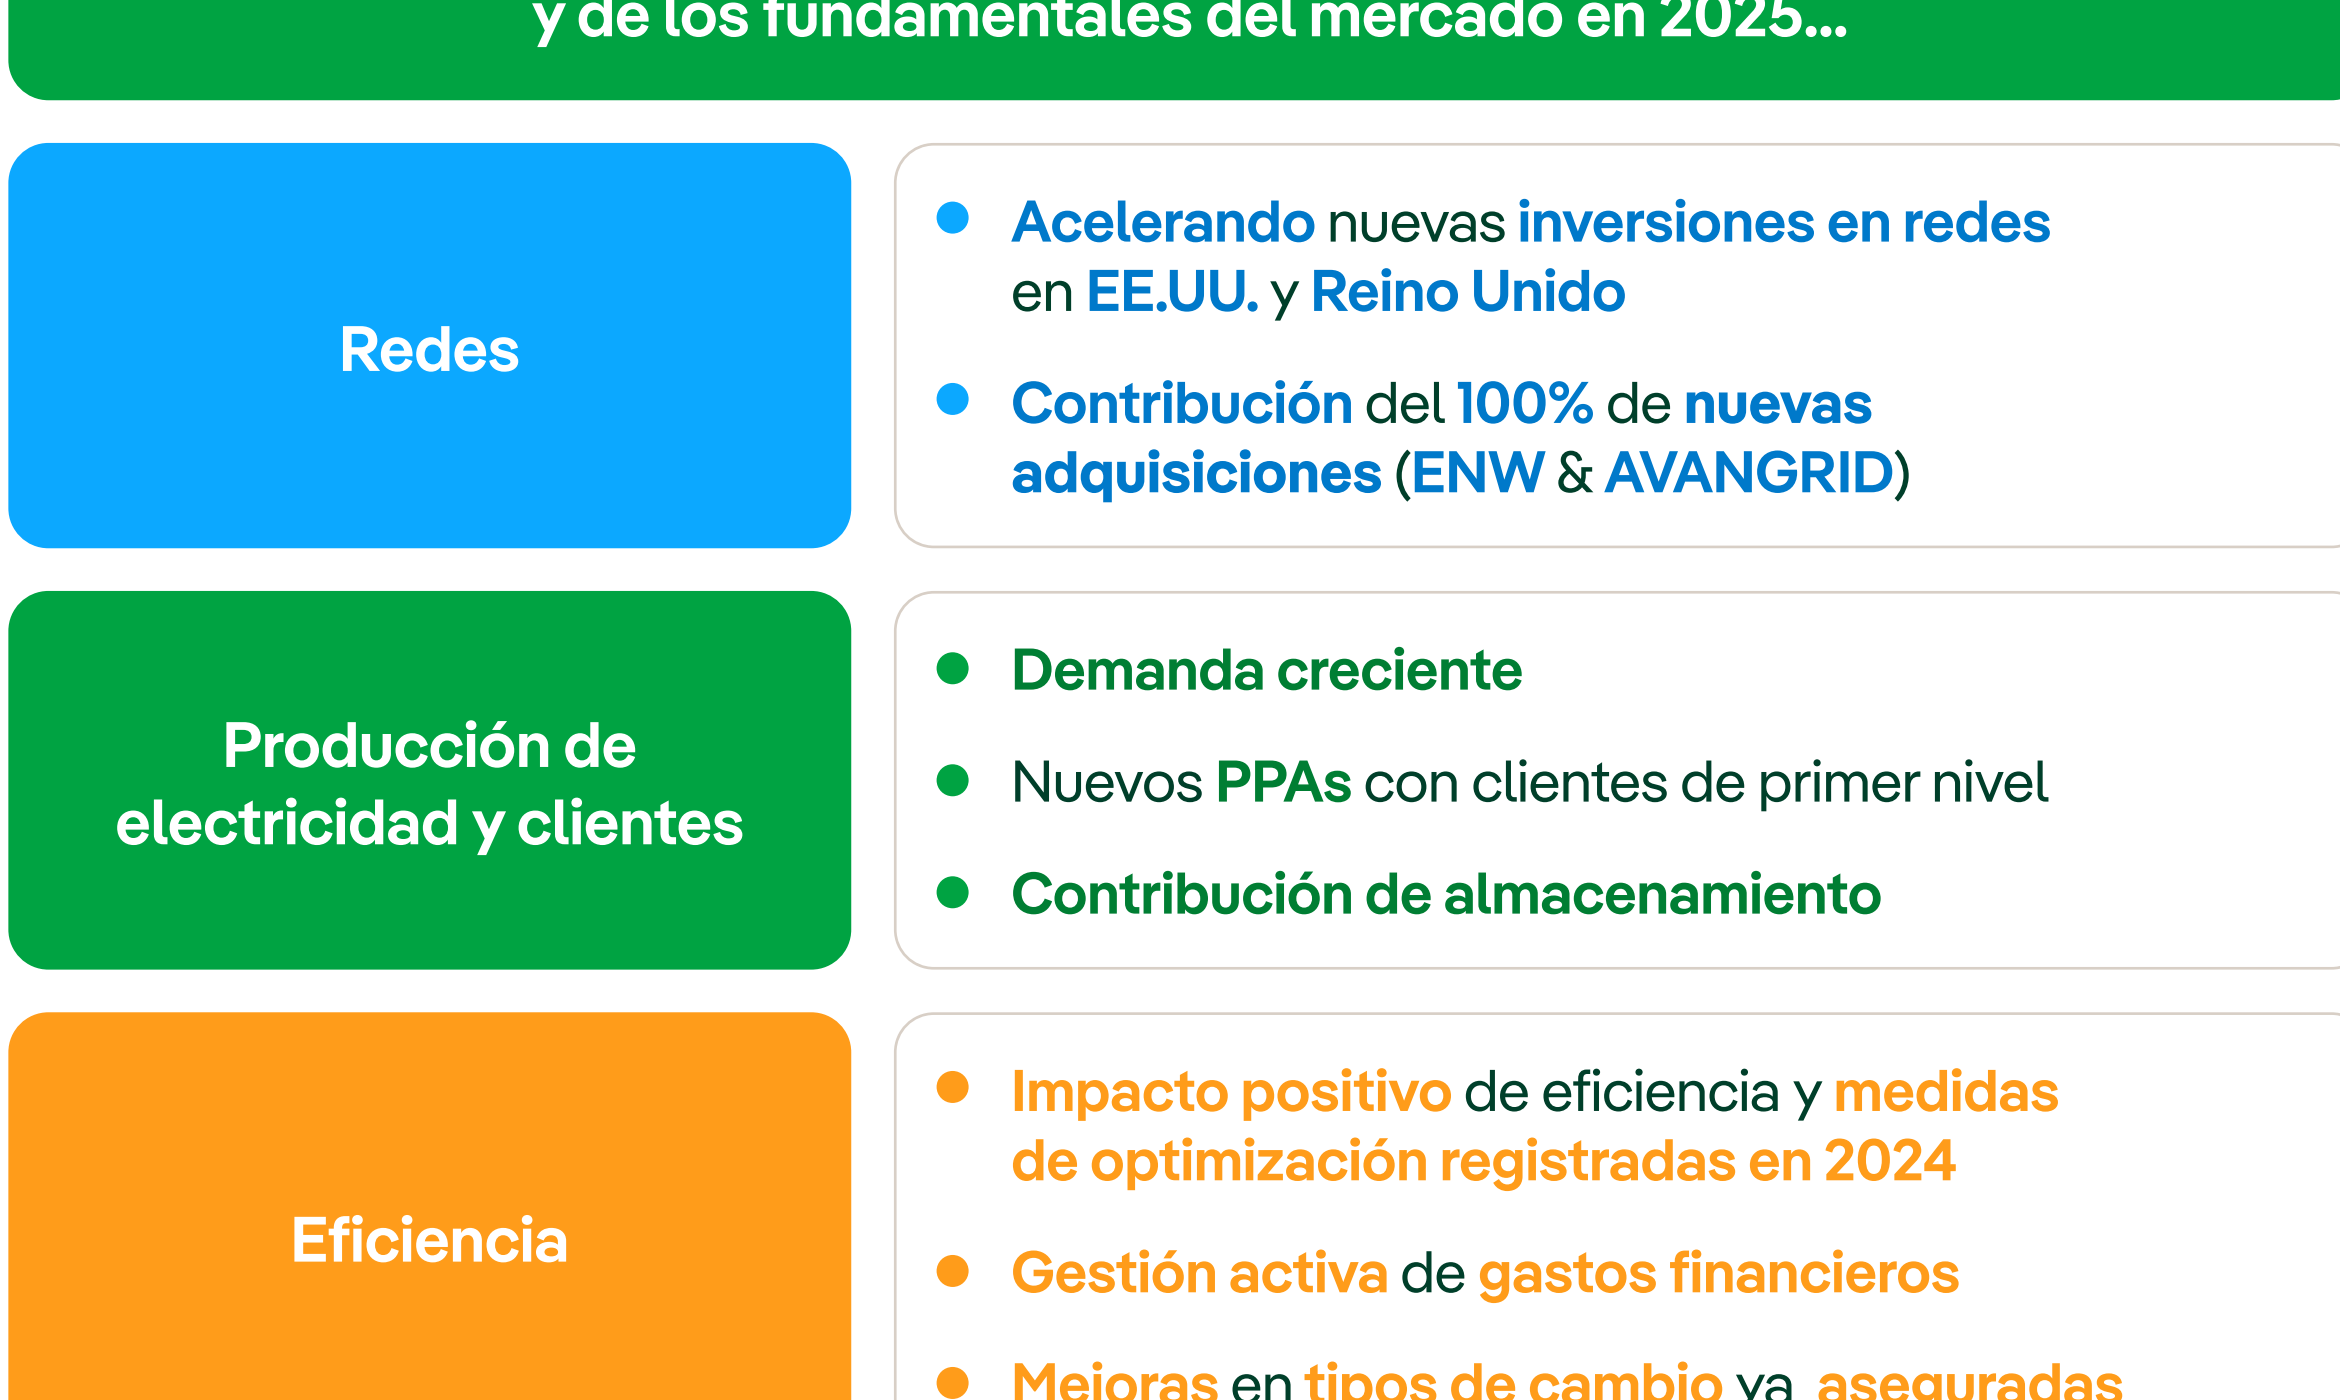 y de los fundamentales del mercado en 2025...
Redes
Acelerando nuevas inversiones en redes
en EE.UU. y Reino Unido
Contribución del 100% de nuevas
adquisiciones (ENW & AVANGRID)
Producción de
electricidad y clientes
Demanda creciente
Nuevos PPAs con clientes de primer nivel
Contribución de almacenamiento
Eficiencia
Impacto positivo de eficiencia y medidas
de optimización registradas en 2024
Gestión activa de gastos financieros
Mejoras en tipos de cambio ya aseguradas